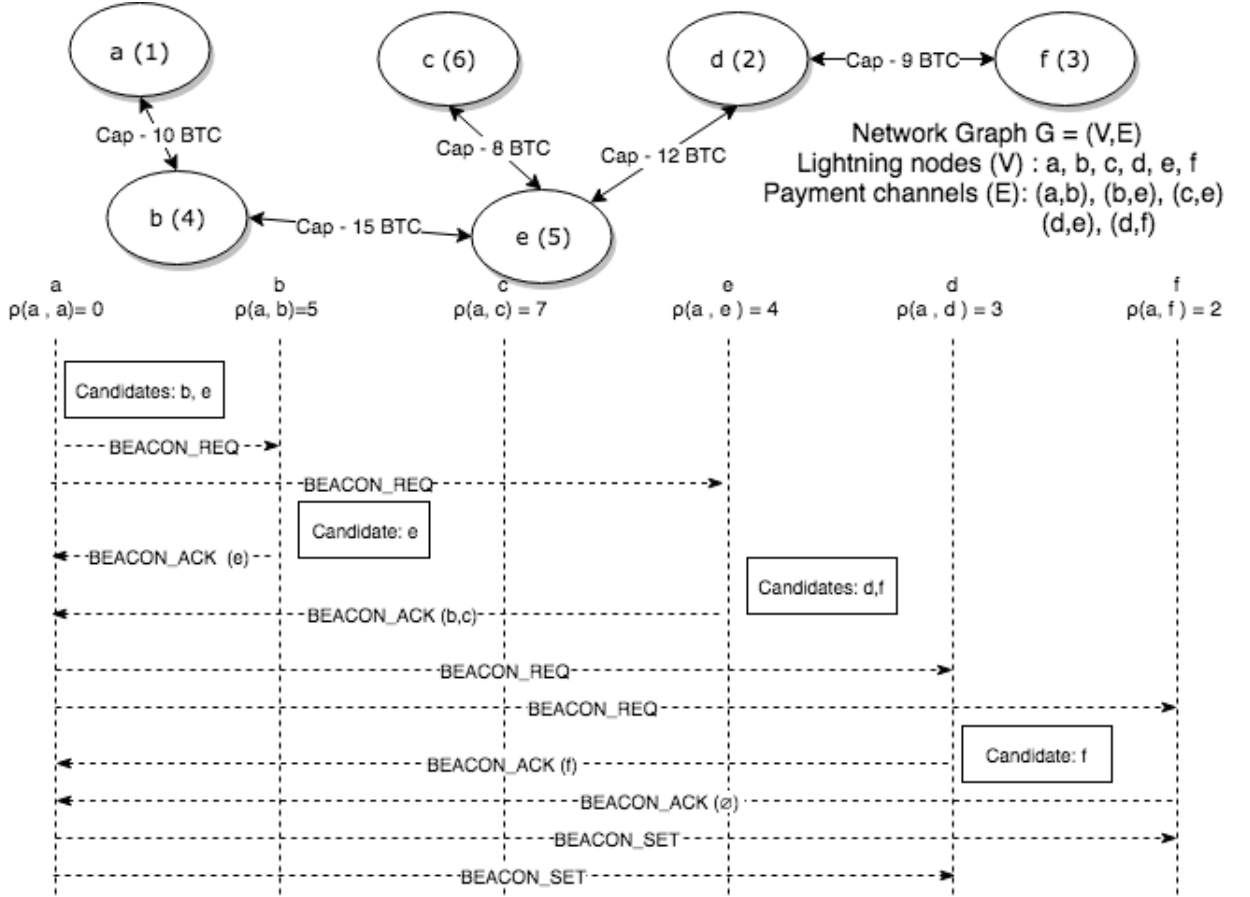 a (1)
c (6)
d (2)
Cap - 9 BTC
f (3)
Cap - 10 BTC
Cap - 8 BTC
Cap - 12 BTC
Network Graph G = (V,E)
Lightning nodes (V) : a, b, c, d, e, f
Payment channels (E): (a,b), (b,e), (c,e)
(d,e), (d,f)
b (4)
Cap - 15 BTC
e (5)
a
ρ(a , a)= 0
b
ρ(a, b)=5
c
ρ(a, c) = 7
e
ρ(a , e ) = 4
d
ρ(a , d ) = 3
f
ρ(a, f ) = 2
Candidates: b, e
BEACON_REQ
BEACON_REQ
Candidate: e
BEACON_ACK (e)
Candidates: d,f
BEACON_ACK (b,c)
BEACON_REQ
BEACON_REQ
Candidate: f
BEACON_ACK (f)
BEACON_ACK (∅)
BEACON_SET
BEACON_SET